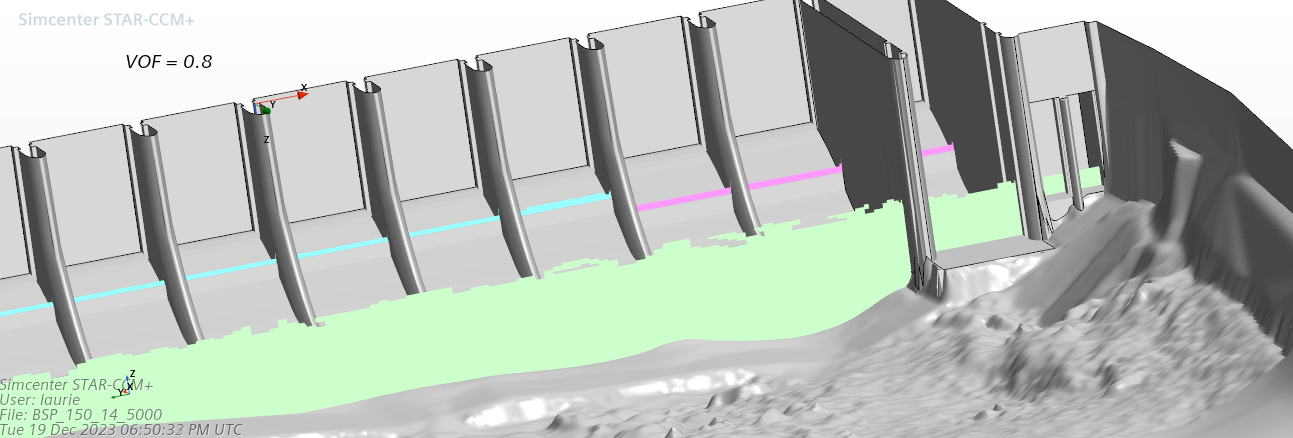 Simcenter STAR-CCM+
VOF = 0.8
X
Y
Z
Z
X
Y
Simcenter STAR-CCM+
User: laurie
File: BSP_150_14_5000
Tue 19 Dec 2023 06:50:33 PM UTC